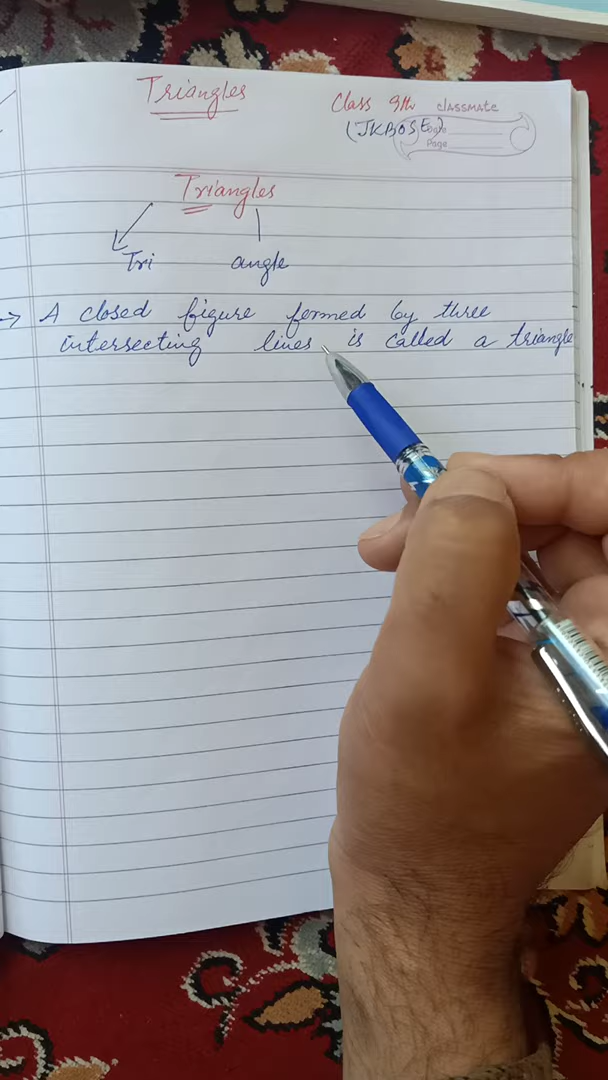 Triangles
Class 9th classmate
(JKBOSE)
Page
Triangles
Tri angle
→ A closed figure formed by three
intersecting lines is called a triangle